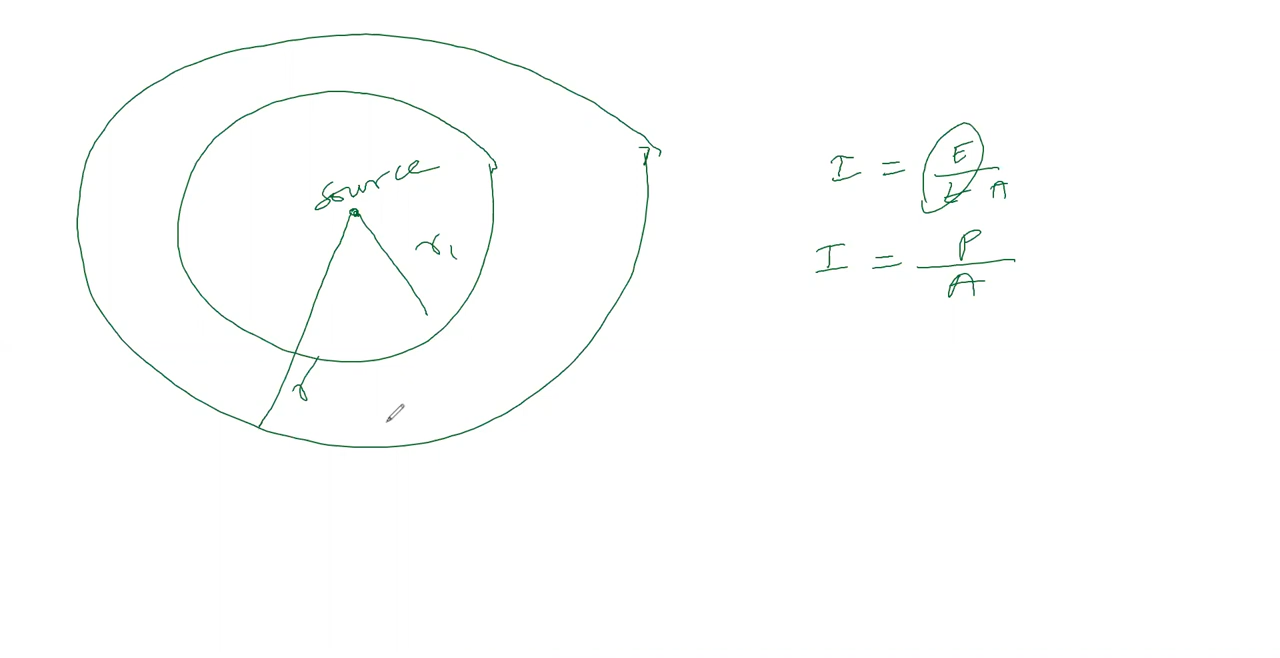 source
r₁
r
I = E / t A
I = P / A